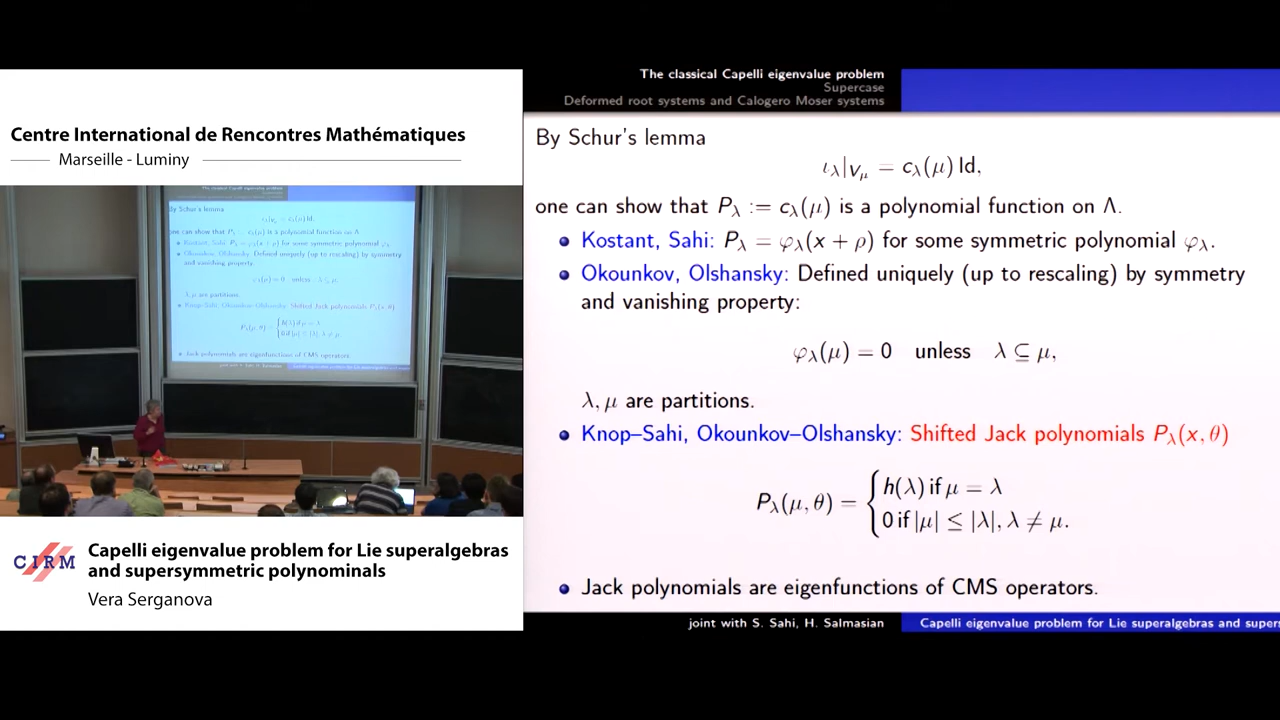 Centre International de Rencontres Mathématiques
Marseille - Luminy
CIRM
Capelli eigenvalue problem for Lie superalgebras
and supersymmetric polynominals
Vera Serganova
The classical Capelli eigenvalue problem
Supercase
Deformed root systems and Calogero Moser systems
By Schur's lemma
ι_λ|_{V_μ} = c_λ(μ) Id,
one can show that P_λ := c_λ(μ) is a polynomial function on Λ.
Kostant, Sahi: P_λ = φ_λ(x + ρ) for some symmetric polynomial φ_λ.
Okounkov, Olshansky: Defined uniquely (up to rescaling) by symmetry
and vanishing property:
φ_λ(μ) = 0 unless λ ⊆ μ,
λ, μ are partitions.
Knop–Sahi, Okounkov–Olshansky: Shifted Jack polynomials P_λ(x, θ)
P_λ(μ, θ) = { h(λ) if μ = λ
0 if |μ| ≤ |λ|, λ ≠ μ.
Jack polynomials are eigenfunctions of CMS operators.
joint with S. Sahi, H. Salmasian
Capelli eigenvalue problem for Lie superalgebras and super